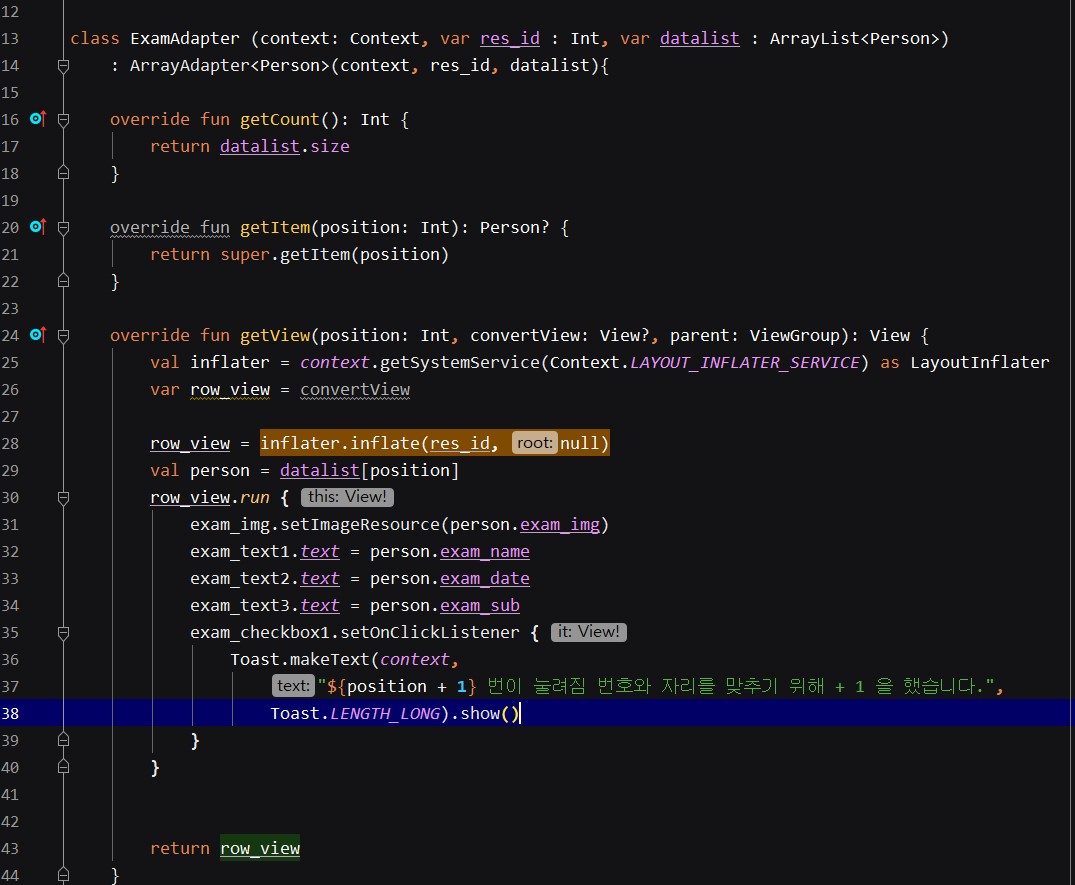 12
13 class ExamAdapter (context: Context, var res_id : Int, var datalist : ArrayList<Person>)
14 : ArrayAdapter<Person>(context, res_id, datalist){
15
16 override fun getCount(): Int {
17 return datalist.size
18 }
19
20 override fun getItem(position: Int): Person? {
21 return super.getItem(position)
22 }
23
24 override fun getView(position: Int, convertView: View?, parent: ViewGroup): View {
25 val inflater = context.getSystemService(Context.LAYOUT_INFLATER_SERVICE) as LayoutInflater
26 var row_view = convertView
27
28 row_view = inflater.inflate(res_id, root: null)
29 val person = datalist[position]
30 row_view.run { this: View!
31 exam_img.setImageResource(person.exam_img)
32 exam_text1.text = person.exam_name
33 exam_text2.text = person.exam_date
34 exam_text3.text = person.exam_sub
35 exam_checkbox1.setOnClickListener { it: View!
36 Toast.makeText(context,
37 text: "${position + 1} 번이 눌려짐 번호와 자리를 맞추기 위해 + 1 을 했습니다.",
38 Toast.LENGTH_LONG).show()
39 }
40 }
41
42
43 return row_view
44 }